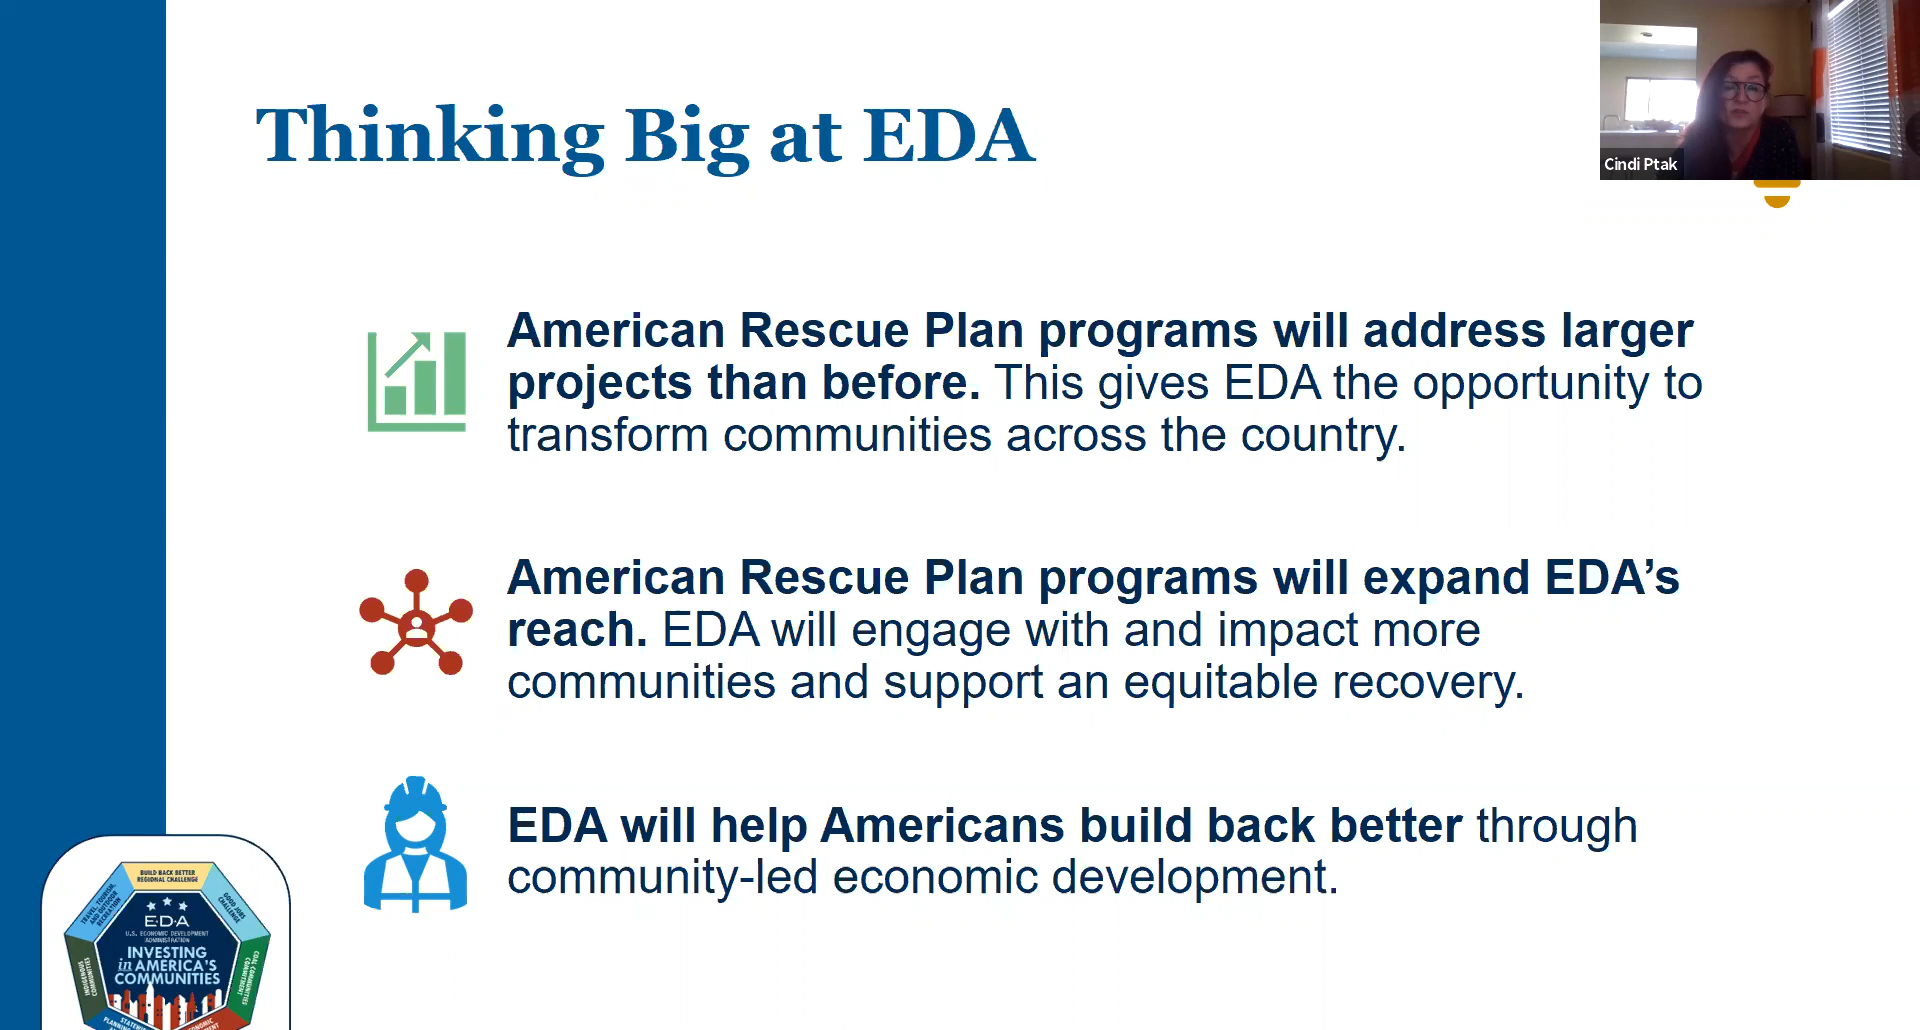 Thinking Big at EDA
Cindi Ptak
American Rescue Plan programs will address larger
projects than before. This gives EDA the opportunity to
transform communities across the country.
American Rescue Plan programs will expand EDA’s
reach. EDA will engage with and impact more
communities and support an equitable recovery.
EDA will help Americans build back better through
community-led economic development.
BUILD BACK BETTER
REGIONAL CHALLENGE
TRAVEL, TOURISM,
AND OUTDOOR
RECREATION
GOOD JOBS
CHALLENGE
E·D·A
U.S. ECONOMIC DEVELOPMENT
ADMINISTRATION
INVESTING
in AMERICA'S
COMMUNITIES
INDIGENOUS
COMMUNITIES
COAL COMMUNITIES
COMMITMENT